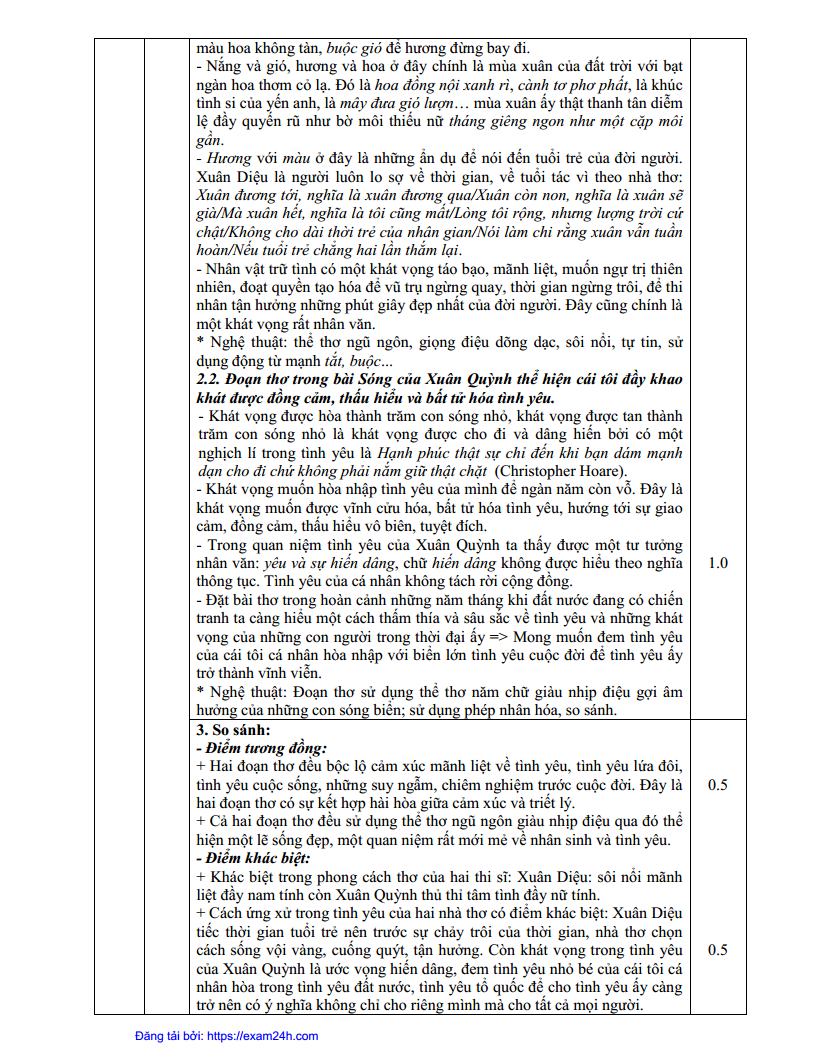 màu hoa không tàn, buộc gió để hương đừng bay đi.
- Nắng và gió, hương và hoa ở đây chính là mùa xuân của đất trời với bạt
ngàn hoa thơm cỏ lạ. Đó là hoa đồng nội xanh rì, cành tơ phơ phất, là khúc
tình si của yến anh, là mây đưa gió lượn… mùa xuân ấy thật thanh tân diễm
lệ đầy quyến rũ như bờ môi thiếu nữ tháng giêng ngon như một cặp môi
gần.
- Hương với màu ở đây là những ẩn dụ để nói đến tuổi trẻ của đời người.
Xuân Diệu là người luôn lo sợ về thời gian, về tuổi tác vì theo nhà thơ:
Xuân đương tới, nghĩa là xuân đương qua/Xuân còn non, nghĩa là xuân sẽ
già/Mà xuân hết, nghĩa là tôi cũng mất/Lòng tôi rộng, nhưng lượng trời cứ
chật/Không cho dài thời trẻ của nhân gian/Nói làm chi rằng xuân vẫn tuần
hoàn/Nếu tuổi trẻ chẳng hai lần thắm lại.
- Nhân vật trữ tình có một khát vọng táo bạo, mãnh liệt, muốn ngự trị thiên
nhiên, đoạt quyền tạo hóa để vũ trụ ngừng quay, thời gian ngừng trôi, để thi
nhân tận hưởng những phút giây đẹp nhất của đời người. Đây cũng chính là
một khát vọng rất nhân văn.
* Nghệ thuật: thể thơ ngũ ngôn, giọng điệu dõng dạc, sôi nổi, tự tin, sử
dụng động từ mạnh tắt, buộc...
2.2. Đoạn thơ trong bài Sóng của Xuân Quỳnh thể hiện cái tôi đầy khao
khát được đồng cảm, thấu hiểu và bất tử hóa tình yêu.
- Khát vọng được hòa thành trăm con sóng nhỏ, khát vọng được tan thành
trăm con sóng nhỏ là khát vọng được cho đi và dâng hiến bởi có một
nghịch lí trong tình yêu là Hạnh phúc thật sự chỉ đến khi bạn dám mạnh
dạn cho đi chứ không phải nắm giữ thật chặt (Christopher Hoare).
- Khát vọng muốn hòa nhập tình yêu của mình để ngàn năm còn vỗ. Đây là
khát vọng muốn được vĩnh cửu hóa, bất tử hóa tình yêu, hướng tới sự giao
cảm, đồng cảm, thấu hiểu vô biên, tuyệt đích.
- Trong quan niệm tình yêu của Xuân Quỳnh ta thấy được một tư tưởng
nhân văn: yêu và sự hiến dâng, chữ hiến dâng không được hiểu theo nghĩa 1.0
thông tục. Tình yêu của cá nhân không tách rời cộng đồng.
- Đặt bài thơ trong hoàn cảnh những năm tháng khi đất nước đang có chiến
tranh ta càng hiểu một cách thấm thía và sâu sắc về tình yêu và những khát
vọng của những con người trong thời đại ấy => Mong muốn đem tình yêu
của cái tôi cá nhân hòa nhập với biển lớn tình yêu cuộc đời để tình yêu ấy
trở thành vĩnh viễn.
* Nghệ thuật: Đoạn thơ sử dụng thể thơ năm chữ giàu nhịp điệu gợi âm
hưởng của những con sóng biển; sử dụng phép nhân hóa, so sánh.
3. So sánh:
- Điểm tương đồng:
+ Hai đoạn thơ đều bộc lộ cảm xúc mãnh liệt về tình yêu, tình yêu lứa đôi,
tình yêu cuộc sống, những suy ngẫm, chiêm nghiệm trước cuộc đời. Đây là 0.5
hai đoạn thơ có sự kết hợp hài hòa giữa cảm xúc và triết lý.
+ Cả hai đoạn thơ đều sử dụng thể thơ ngũ ngôn giàu nhịp điệu qua đó thể
hiện một lẽ sống đẹp, một quan niệm rất mới mẻ về nhân sinh và tình yêu.
- Điểm khác biệt:
+ Khác biệt trong phong cách thơ của hai thi sĩ: Xuân Diệu: sôi nổi mãnh
liệt đầy nam tính còn Xuân Quỳnh thủ thỉ tâm tình đầy nữ tính.
+ Cách ứng xử trong tình yêu của hai nhà thơ có điểm khác biệt: Xuân Diệu
tiếc thời gian tuổi trẻ nên trước sự chảy trôi của thời gian, nhà thơ chọn
cách sống vội vàng, cuống quýt, tận hưởng. Còn khát vọng trong tình yêu 0.5
của Xuân Quỳnh là ước vọng hiến dâng, đem tình yêu nhỏ bé của cái tôi cá
nhân hòa trong tình yêu đất nước, tình yêu tổ quốc để cho tình yêu ấy càng
trở nên có ý nghĩa không chỉ cho riêng mình mà cho tất cả mọi người.
Đăng tải bởi: https://exam24h.com